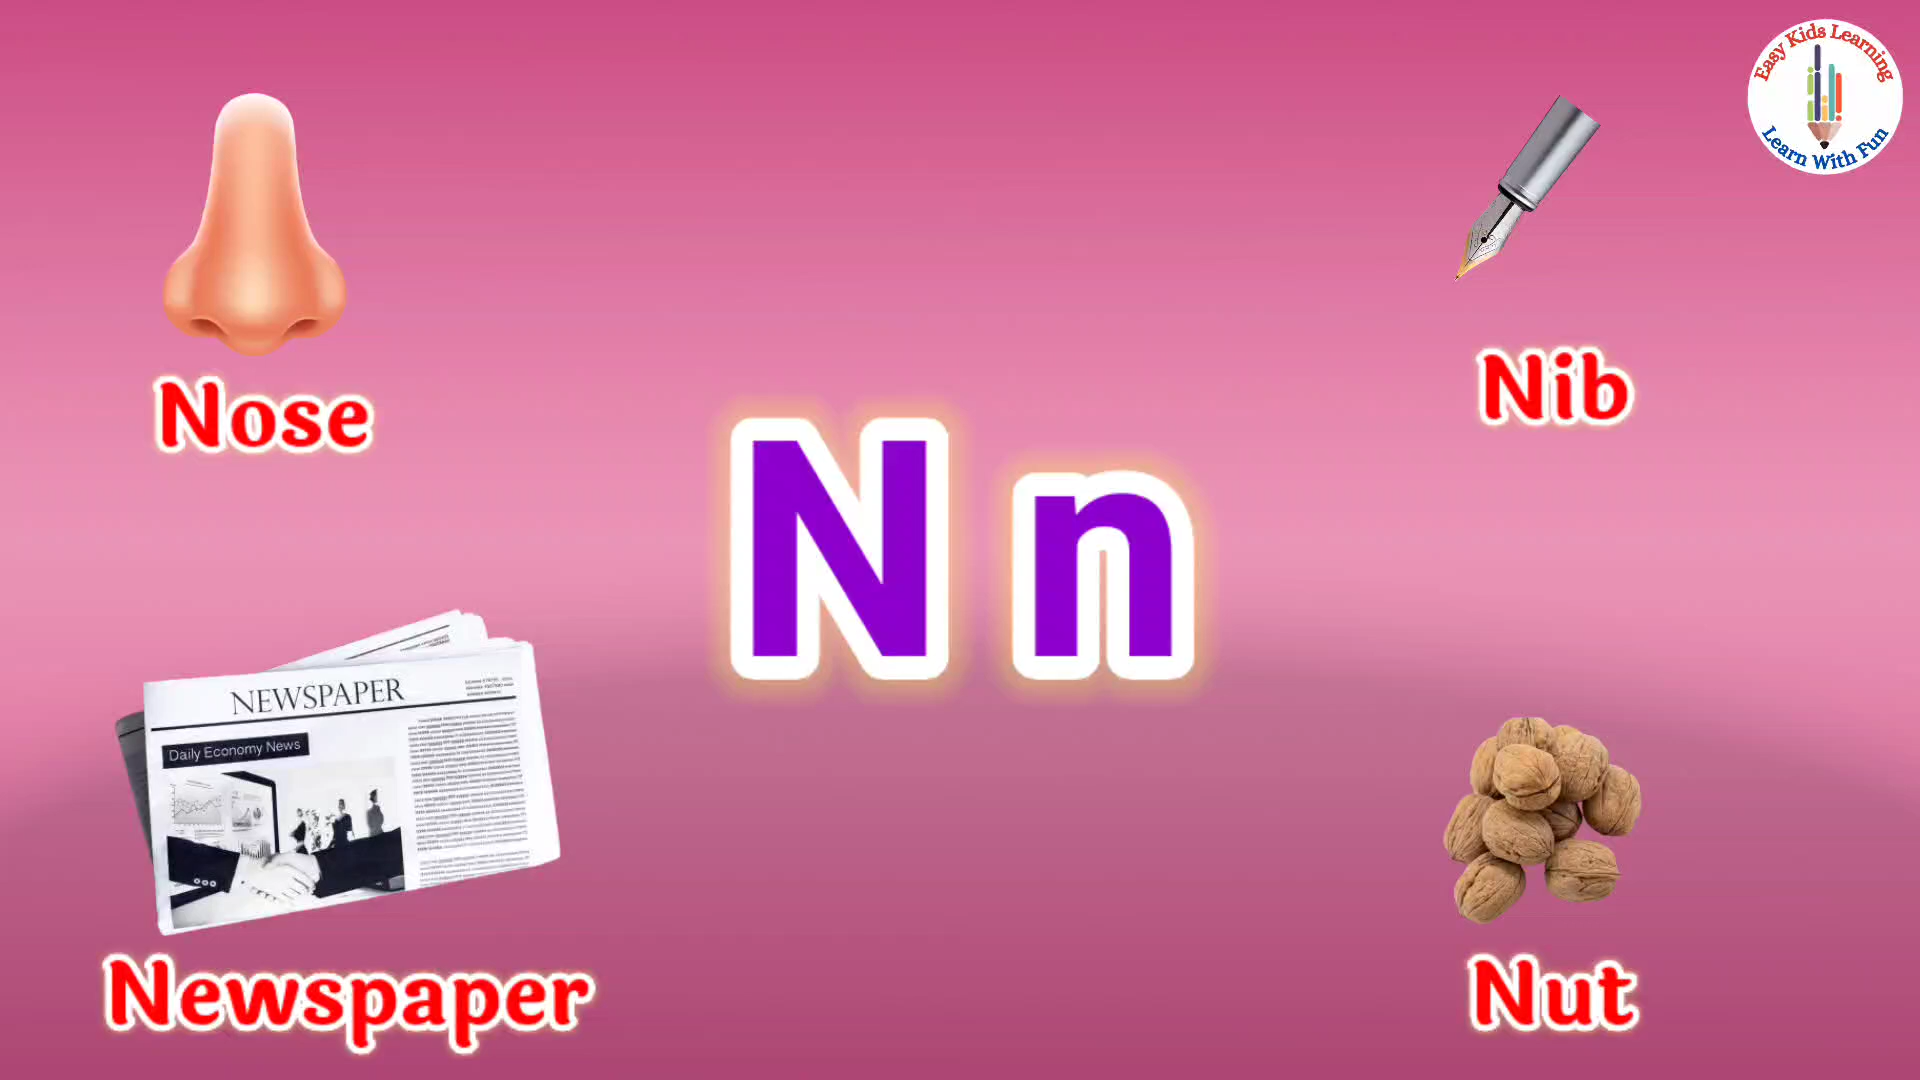 Easy Kids Learning
Learn With Fun
Nose
Nib
N n
NEWSPAPER
Daily Economy News
Newspaper
Nut